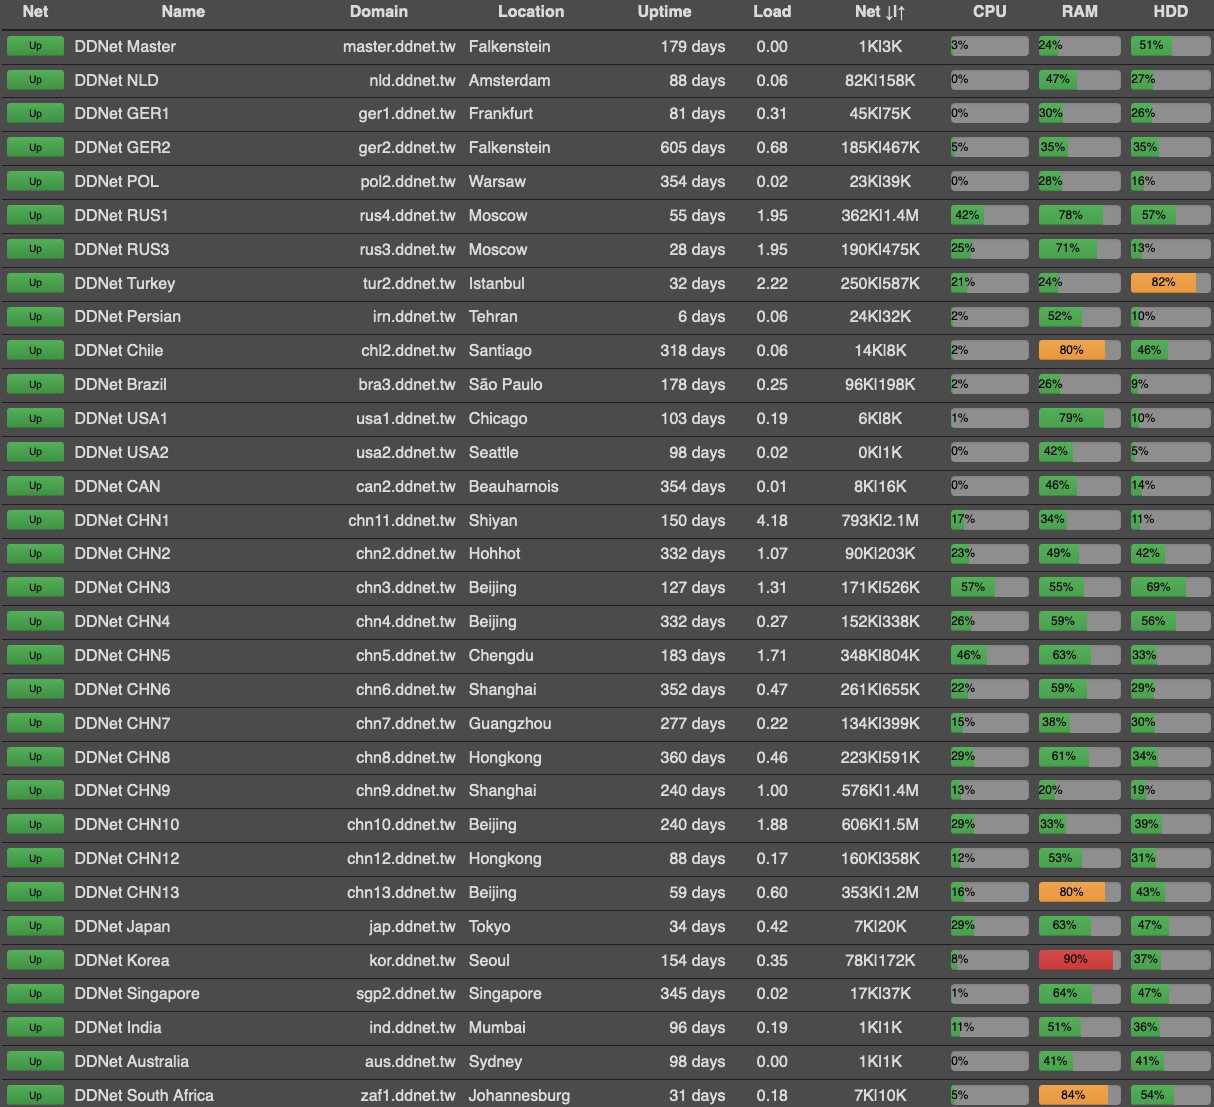 Net Name Domain Location Uptime Load Net ↓|↑ CPU RAM HDD
Up DDNet Master master.ddnet.tw Falkenstein 179 days 0.00 1K|3K 3% 24% 51%
Up DDNet NLD nld.ddnet.tw Amsterdam 88 days 0.06 82K|158K 0% 47% 27%
Up DDNet GER1 ger1.ddnet.tw Frankfurt 81 days 0.31 45K|75K 0% 30% 26%
Up DDNet GER2 ger2.ddnet.tw Falkenstein 605 days 0.68 185K|467K 5% 35% 35%
Up DDNet POL pol2.ddnet.tw Warsaw 354 days 0.02 23K|39K 0% 28% 16%
Up DDNet RUS1 rus4.ddnet.tw Moscow 55 days 1.95 362K|1.4M 42% 78% 57%
Up DDNet RUS3 rus3.ddnet.tw Moscow 28 days 1.95 190K|475K 25% 71% 13%
Up DDNet Turkey tur2.ddnet.tw Istanbul 32 days 2.22 250K|587K 21% 24% 82%
Up DDNet Persian irn.ddnet.tw Tehran 6 days 0.06 24K|32K 2% 52% 10%
Up DDNet Chile chl2.ddnet.tw Santiago 318 days 0.06 14K|8K 2% 80% 46%
Up DDNet Brazil bra3.ddnet.tw São Paulo 178 days 0.25 96K|198K 2% 26% 9%
Up DDNet USA1 usa1.ddnet.tw Chicago 103 days 0.19 6K|8K 1% 79% 10%
Up DDNet USA2 usa2.ddnet.tw Seattle 98 days 0.02 0K|1K 0% 42% 5%
Up DDNet CAN can2.ddnet.tw Beauharnois 354 days 0.01 8K|16K 0% 46% 14%
Up DDNet CHN1 chn11.ddnet.tw Shiyan 150 days 4.18 793K|2.1M 17% 34% 11%
Up DDNet CHN2 chn2.ddnet.tw Hohhot 332 days 1.07 90K|203K 23% 49% 42%
Up DDNet CHN3 chn3.ddnet.tw Beijing 127 days 1.31 171K|526K 57% 55% 69%
Up DDNet CHN4 chn4.ddnet.tw Beijing 332 days 0.27 152K|338K 26% 59% 56%
Up DDNet CHN5 chn5.ddnet.tw Chengdu 183 days 1.71 348K|804K 46% 63% 33%
Up DDNet CHN6 chn6.ddnet.tw Shanghai 352 days 0.47 261K|655K 22% 59% 29%
Up DDNet CHN7 chn7.ddnet.tw Guangzhou 277 days 0.22 134K|399K 15% 38% 30%
Up DDNet CHN8 chn8.ddnet.tw Hongkong 360 days 0.46 223K|591K 29% 61% 34%
Up DDNet CHN9 chn9.ddnet.tw Shanghai 240 days 1.00 576K|1.4M 13% 20% 19%
Up DDNet CHN10 chn10.ddnet.tw Beijing 240 days 1.88 606K|1.5M 29% 33% 39%
Up DDNet CHN12 chn12.ddnet.tw Hongkong 88 days 0.17 160K|358K 12% 53% 31%
Up DDNet CHN13 chn13.ddnet.tw Beijing 59 days 0.60 353K|1.2M 16% 80% 43%
Up DDNet Japan jap.ddnet.tw Tokyo 34 days 0.42 7K|20K 29% 63% 47%
Up DDNet Korea kor.ddnet.tw Seoul 154 days 0.35 78K|172K 8% 90% 37%
Up DDNet Singapore sgp2.ddnet.tw Singapore 345 days 0.02 17K|37K 1% 64% 47%
Up DDNet India ind.ddnet.tw Mumbai 96 days 0.19 1K|1K 11% 51% 36%
Up DDNet Australia aus.ddnet.tw Sydney 98 days 0.00 1K|1K 0% 41% 41%
Up DDNet South Africa zaf1.ddnet.tw Johannesburg 31 days 0.18 7K|10K 5% 84% 54%